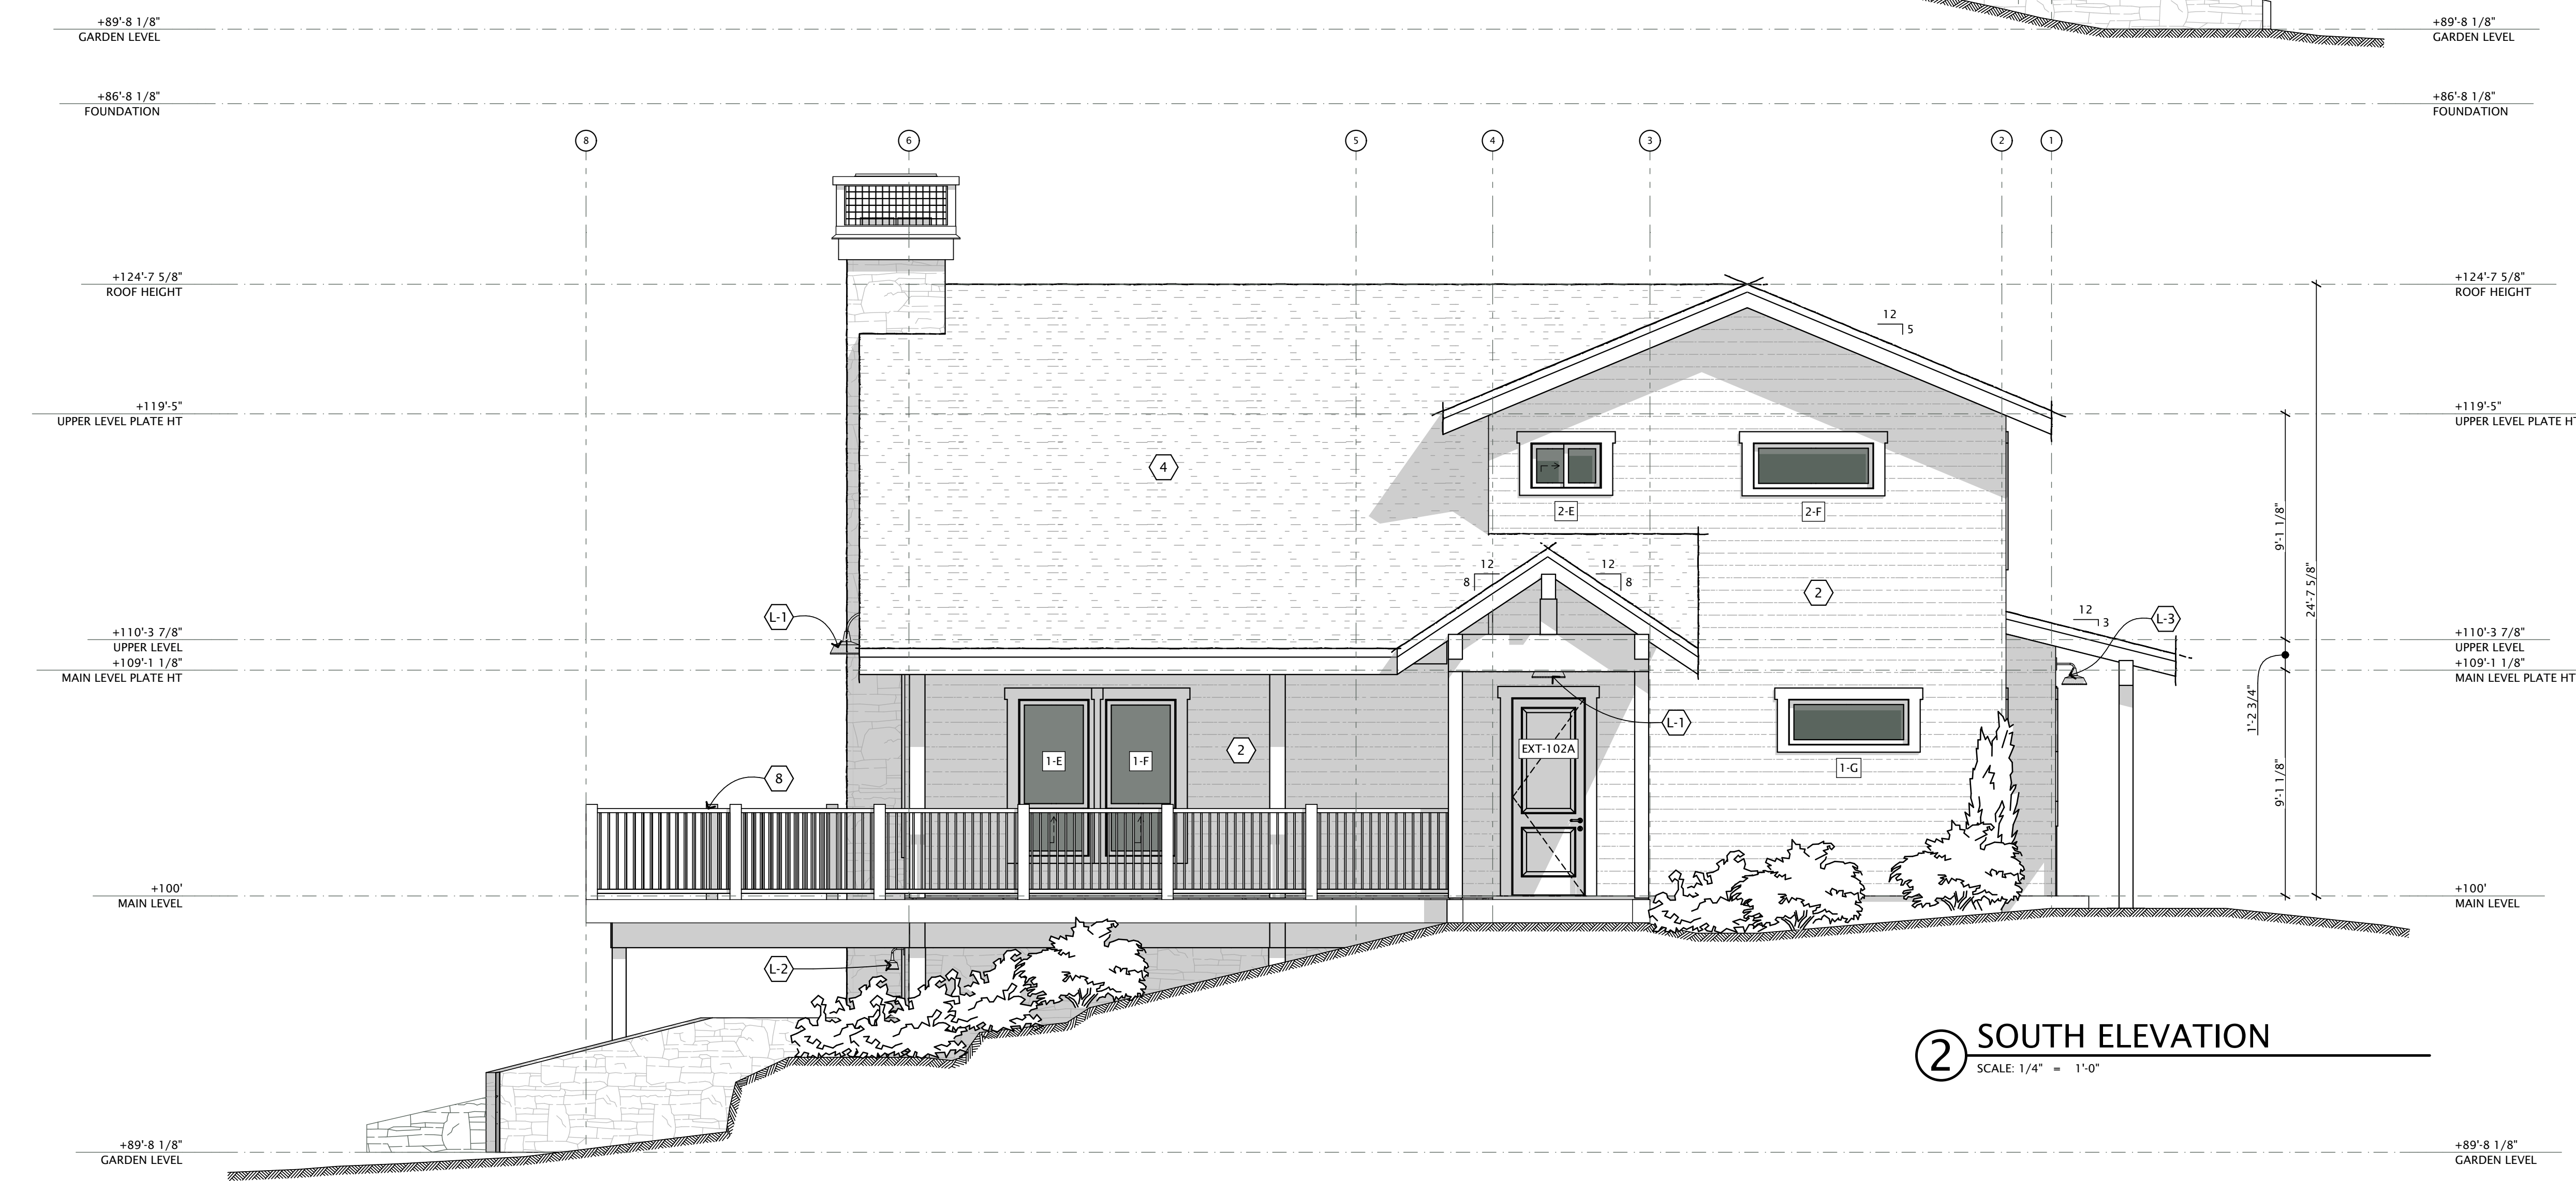 +89'-8 1/8"
GARDEN LEVEL
+89'-8 1/8"
GARDEN LEVEL
+86'-8 1/8"
FOUNDATION
+86'-8 1/8"
FOUNDATION
8
6
5
4
3
2
1
+124'-7 5/8"
ROOF HEIGHT
+124'-7 5/8"
ROOF HEIGHT
12
5
+119'-5"
UPPER LEVEL PLATE HT
+119'-5"
UPPER LEVEL PLATE HT
4
2-E
2-F
9'-1 1/8"
24'-7 5/8"
12
8
12
8
2
L-1
12
3
L-3
+110'-3 7/8"
UPPER LEVEL
+110'-3 7/8"
UPPER LEVEL
+109'-1 1/8"
MAIN LEVEL PLATE HT
+109'-1 1/8"
MAIN LEVEL PLATE HT
1'-2 3/4"
L-1
EXT-102A
2
1-E
1-F
1-G
8
9'-1 1/8"
+100'
MAIN LEVEL
+100'
MAIN LEVEL
L-2
2
SOUTH ELEVATION
SCALE: 1/4" = 1'-0"
+89'-8 1/8"
GARDEN LEVEL
+89'-8 1/8"
GARDEN LEVEL